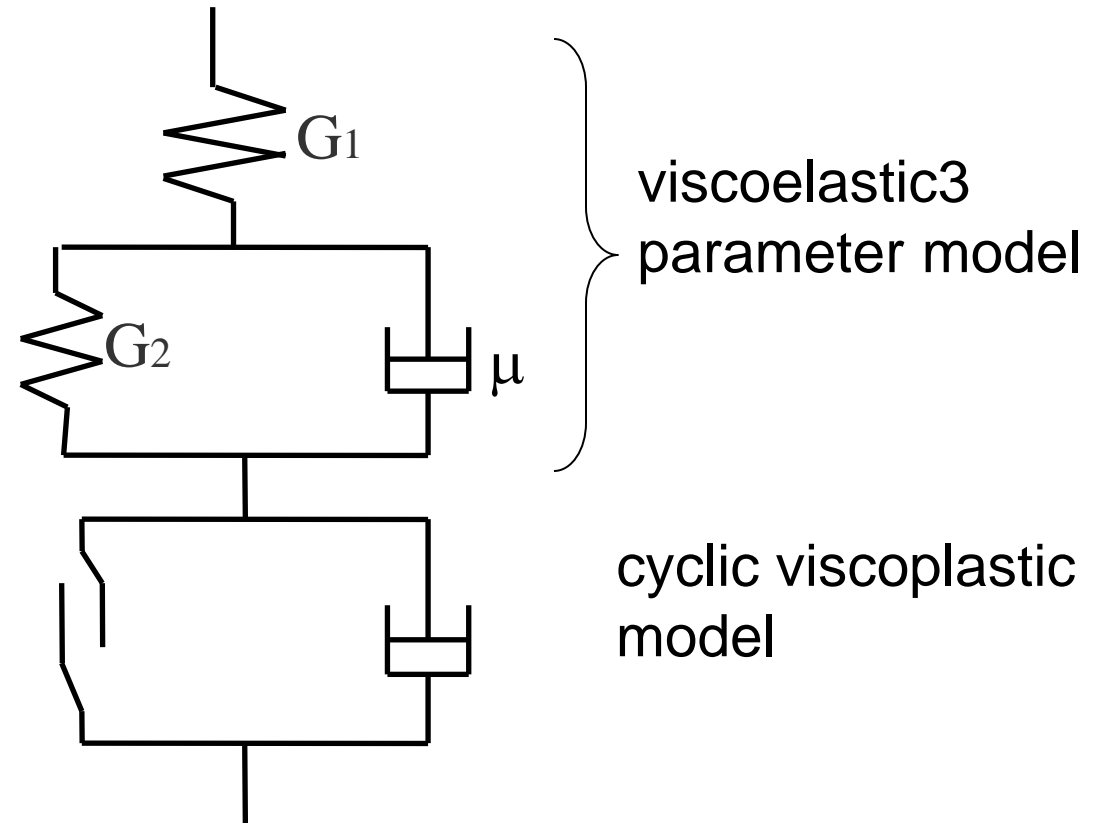 G1
viscoelastic3
parameter model
G2
μ
cyclic viscoplastic
model